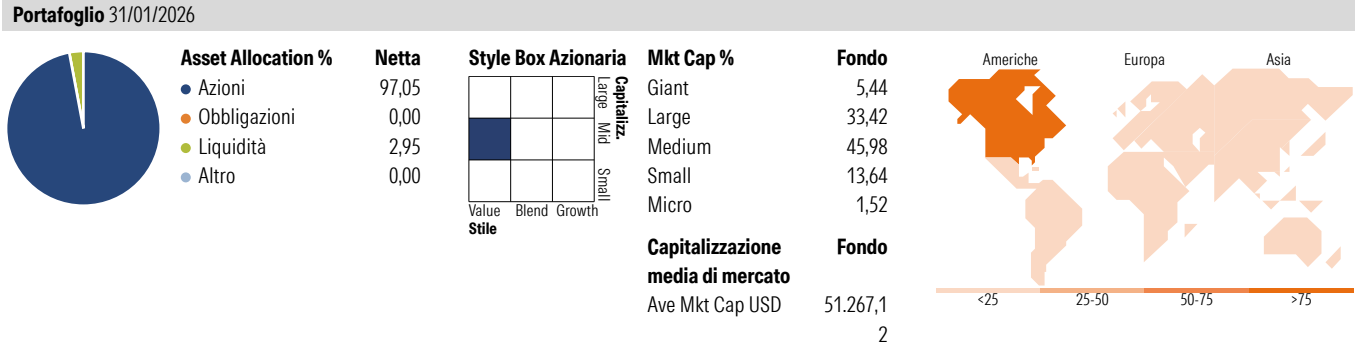 Portafoglio 31/01/2026
Asset Allocation % Netta
Azioni 97,05
Obbligazioni 0,00
Liquidità 2,95
Altro 0,00
Style Box Azionaria
Capitalizz.
Large Mid Small
Value Blend Growth
Stile
Mkt Cap % Fondo
Giant 5,44
Large 33,42
Medium 45,98
Small 13,64
Micro 1,52
Capitalizzazione Fondo
media di mercato
Ave Mkt Cap USD 51.267,1
2
Americhe Europa Asia
<25 25-50 50-75 >75